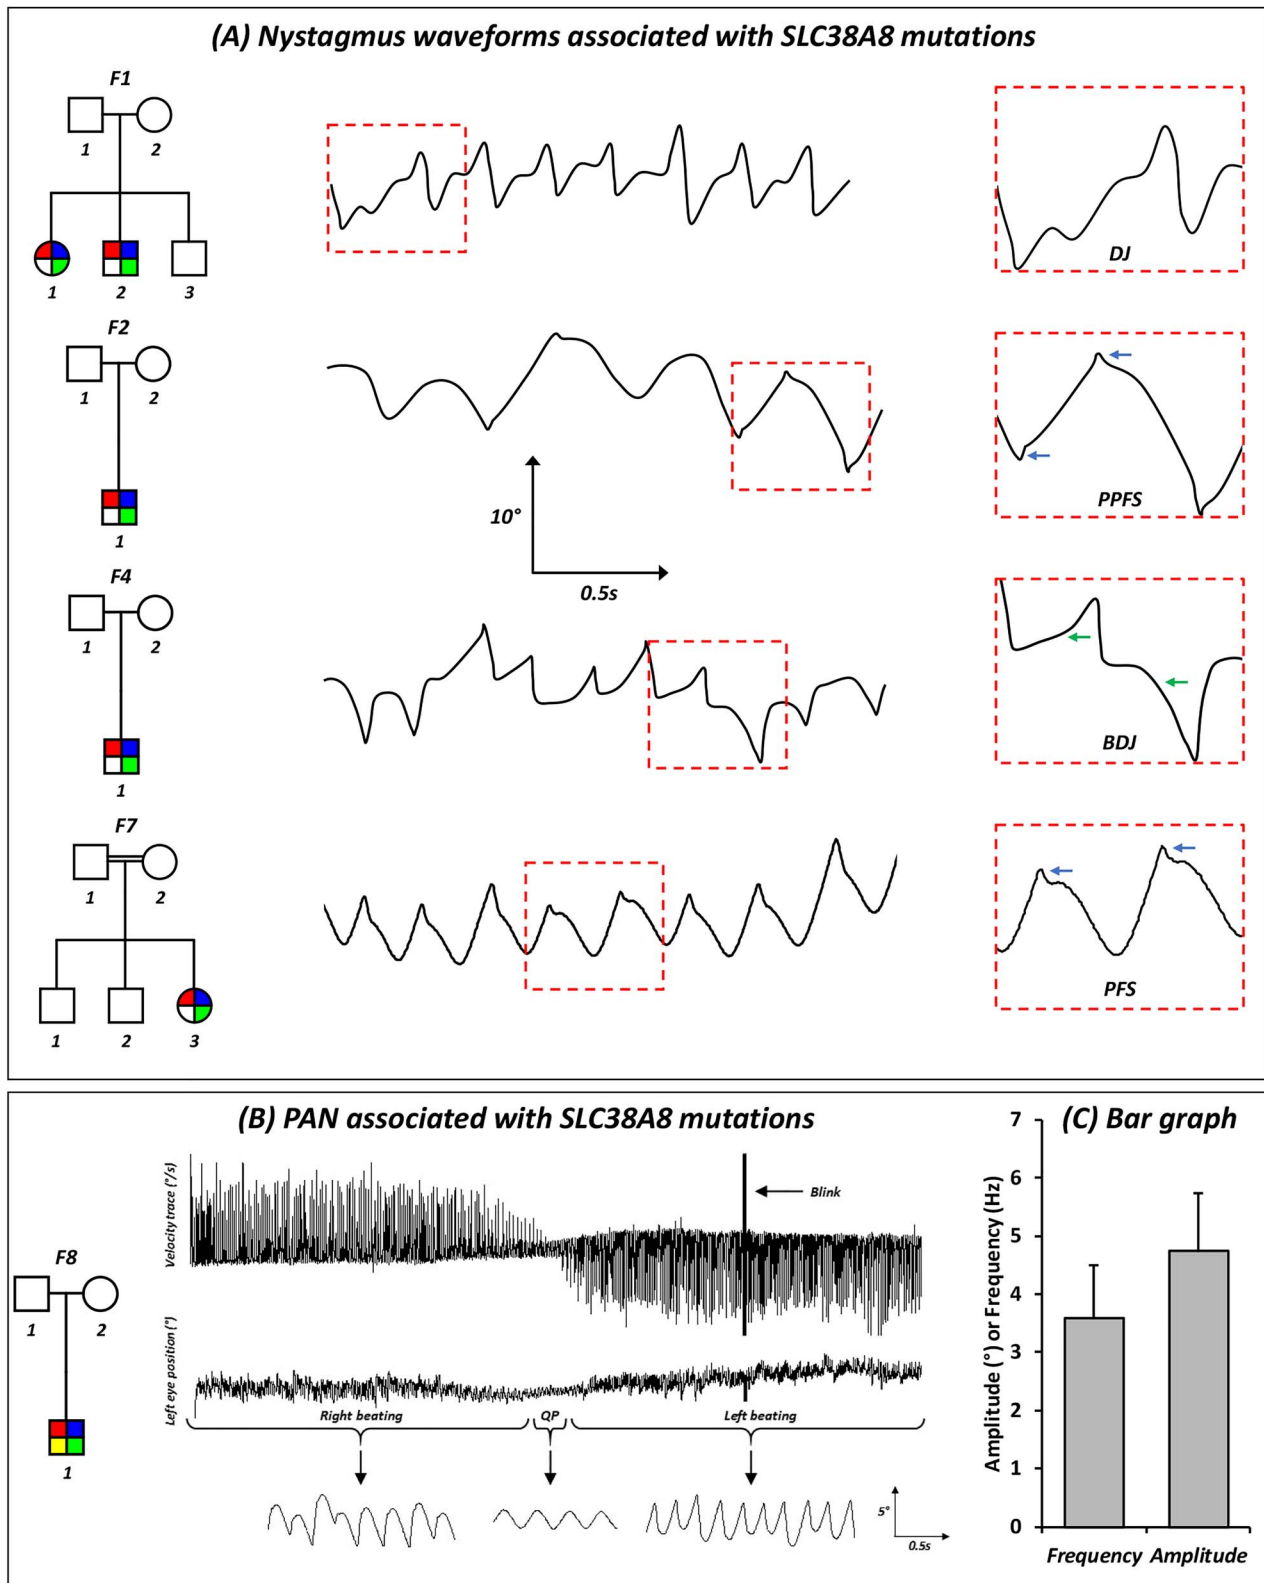 (A) Nystagmus waveforms associated with SLC38A8 mutations
F1
1 2
1 2 3
DJ
F2
1 2
1
10°
0.5s
PPFS
F4
1 2
1
BDJ
F7
1 2
1 2 3
PFS
(B) PAN associated with SLC38A8 mutations
Velocity trace (°/s)
Blink
F8
1 2
1
Left eye position (°)
Right beating QP Left beating
5°
0.5s
(C) Bar graph
Amplitude (°) or Frequency (Hz)
7
6
5
4
3
2
1
0
Frequency Amplitude